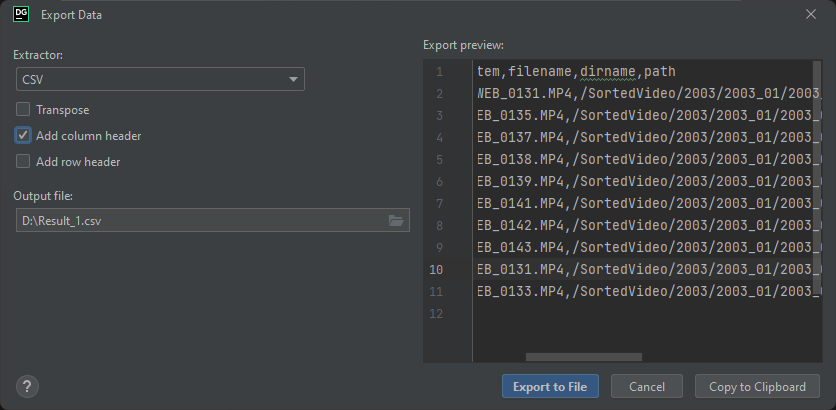 DG
Export Data
Extractor:
CSV
Transpose
Add column header
Add row header
Output file:
D:\Result_1.csv
Export preview:
1 tem,filename,dirname,path
2 WEB_0131.MP4,/SortedVideo/2003/2003_01/2003_
3 EB_0135.MP4,/SortedVideo/2003/2003_01/2003_
4 EB_0137.MP4,/SortedVideo/2003/2003_01/2003_
5 EB_0138.MP4,/SortedVideo/2003/2003_01/2003_
6 EB_0139.MP4,/SortedVideo/2003/2003_01/2003_
7 EB_0141.MP4,/SortedVideo/2003/2003_01/2003_
8 EB_0142.MP4,/SortedVideo/2003/2003_01/2003_
9 EB_0143.MP4,/SortedVideo/2003/2003_01/2003_
10 EB_0131.MP4,/SortedVideo/2003/2003_01/2003_
11 EB_0133.MP4,/SortedVideo/2003/2003_01/2003_
12
?
Export to File
Cancel
Copy to Clipboard